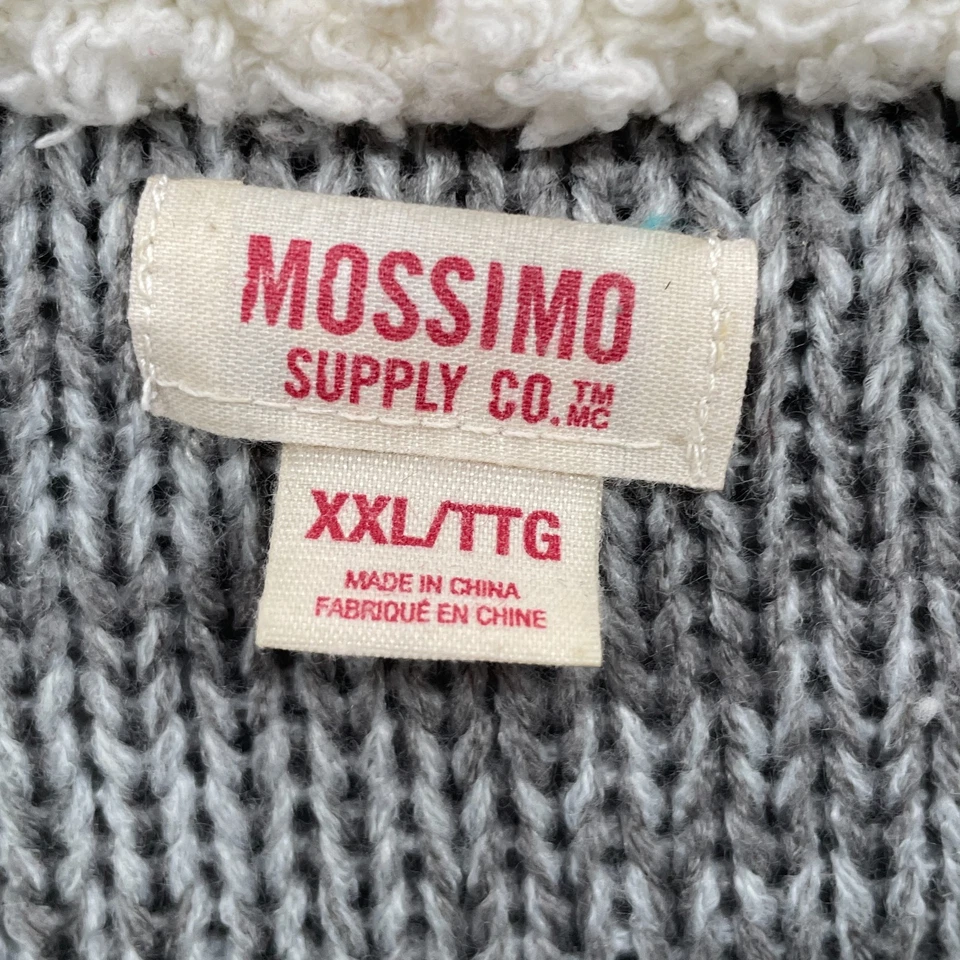 MOSSIMO
SUPPLY CO.™
MC
XXL/TTG
MADE IN CHINA
FABRIQUÉ EN CHINE